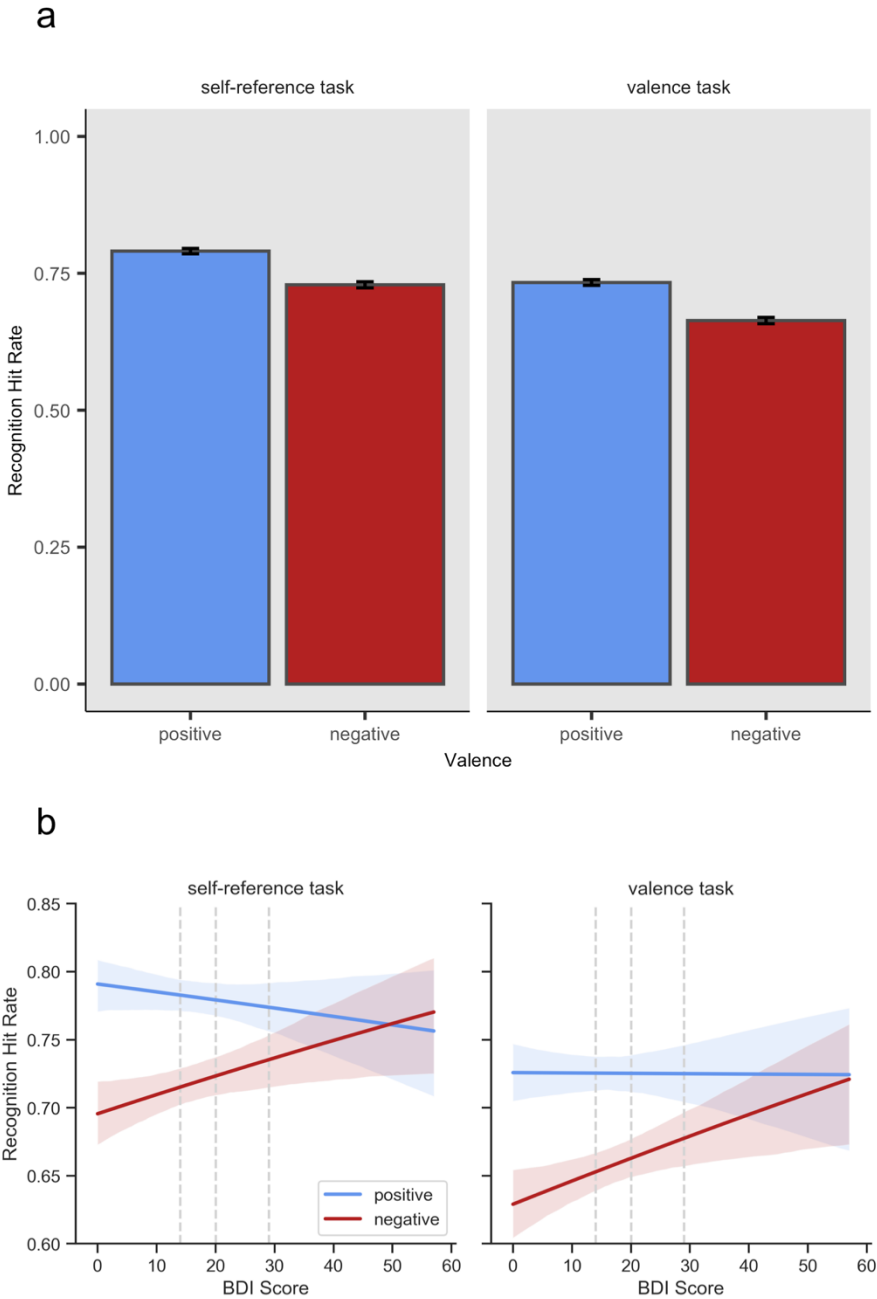 a
self-reference task
valence task
1.00
0.75
0.50
0.25
0.00
Recognition Hit Rate
positive
negative
positive
negative
Valence
b
self-reference task
valence task
0.85
0.80
0.75
0.70
0.65
0.60
Recognition Hit Rate
positive
negative
0 10 20 30 40 50 60
0 10 20 30 40 50 60
BDI Score
BDI Score